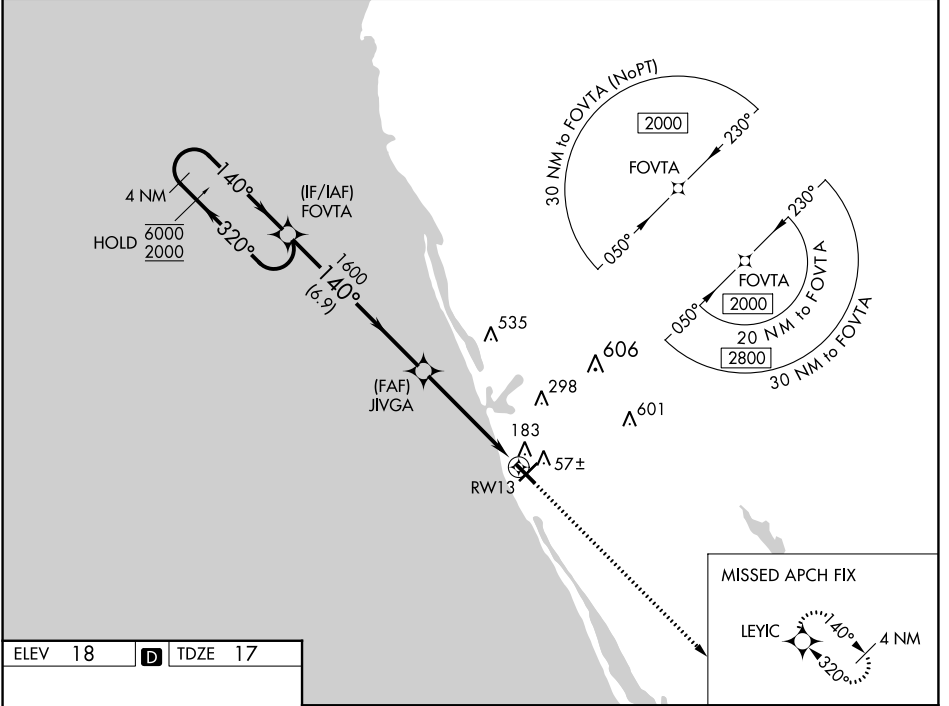 30 NM to FOVTA (NoPT)
2000
230°
FOVTA
050°
230°
FOVTA
050°
2000
20 NM to FOVTA
2800
30 NM to FOVTA
140°
4 NM
HOLD
6000
2000
320°
(IF/IAF)
FOVTA
1600
140°
(6.9)
(FAF)
JIVGA
535
606
298
601
183
57±
RW13
MISSED APCH FIX
LEYIC
140°
4 NM
320°
ELEV 18 D TDZE 17